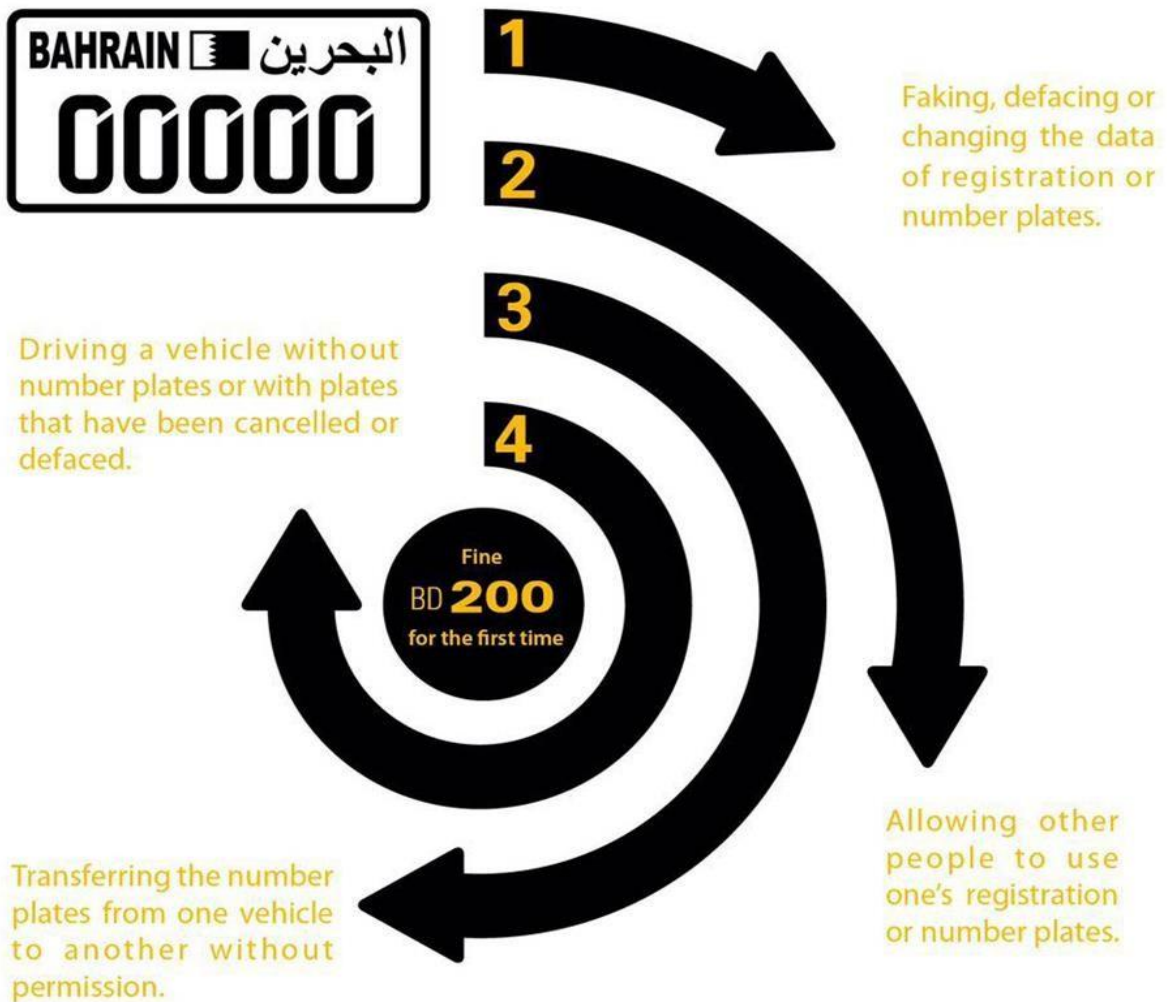 BAHRAIN البحرين
00000
1
Faking, defacing or
changing the data
of registration or
number plates.
2
Allowing other
people to use
one's registration
or number plates.
3
Transferring the number
plates from one vehicle
to another without
permission.
4
Driving a vehicle without
number plates or with plates
that have been cancelled or
defaced.
Fine
BD 200
for the first time